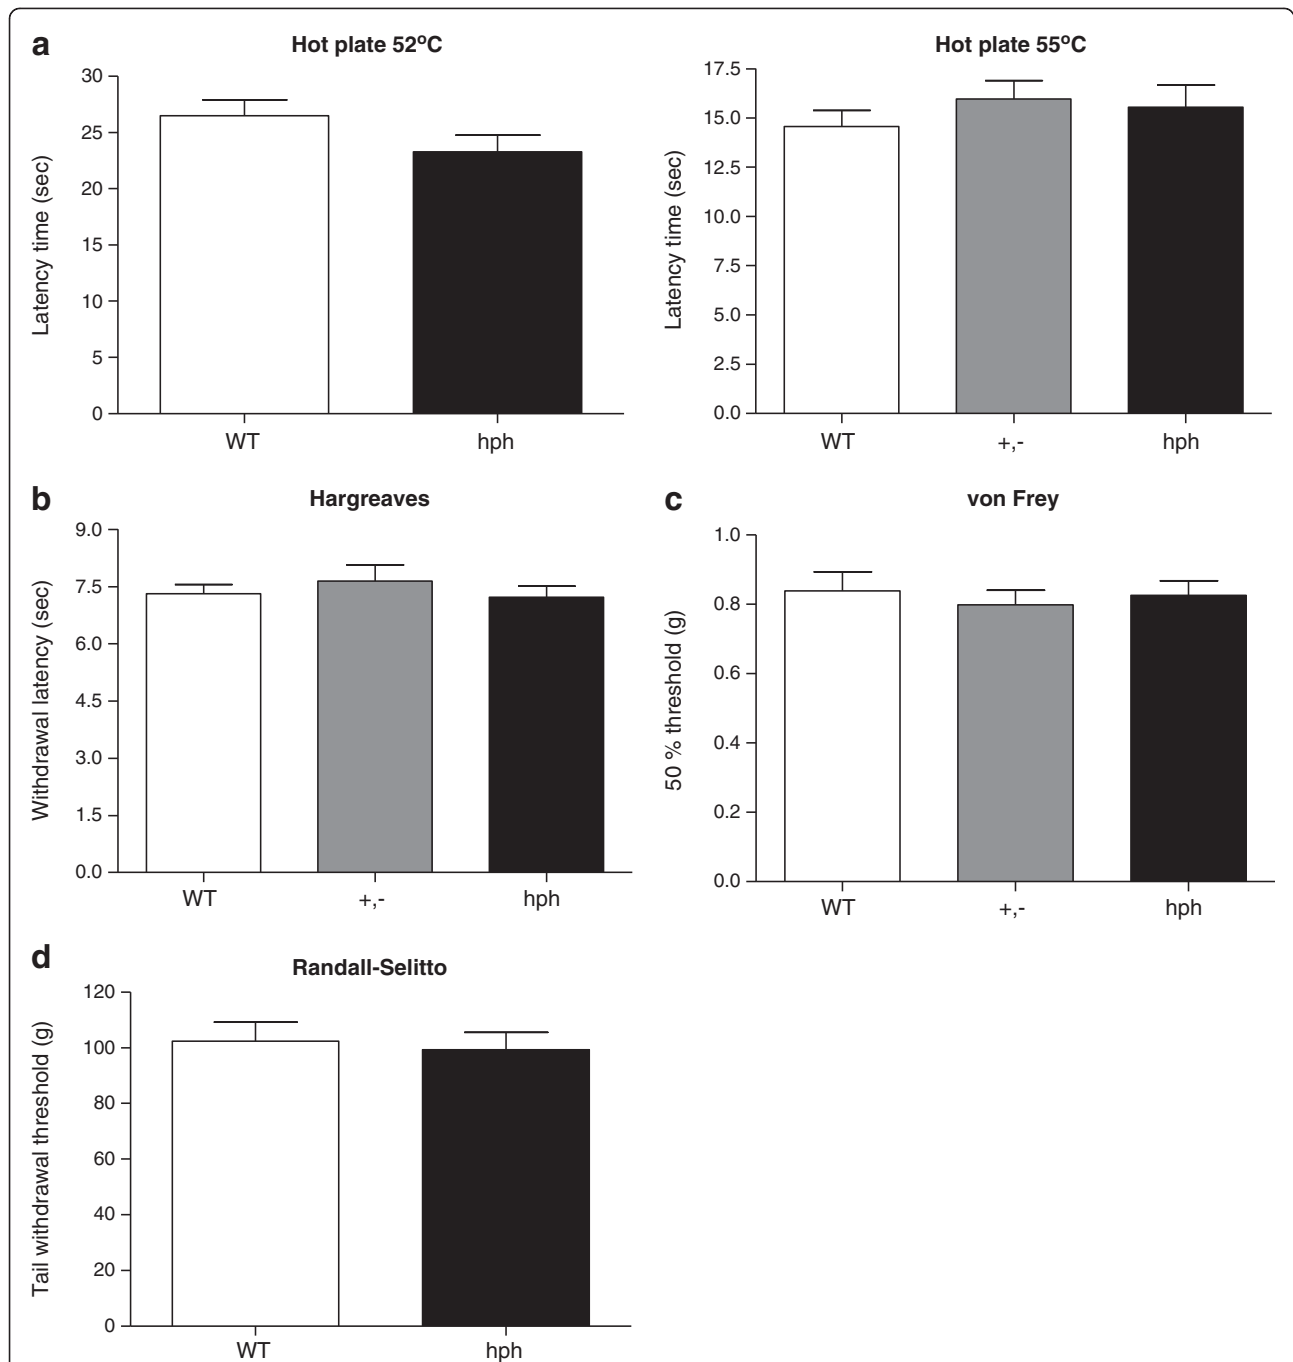 a
Hot plate 52°C
Latency time (sec)
30
25
20
15
10
5
0
WT hph
Hot plate 55°C
Latency time (sec)
17.5
15.0
12.5
10.0
7.5
5.0
2.5
0.0
WT +,- hph
b
Hargreaves
Withdrawal latency (sec)
9.0
7.5
6.0
4.5
3.0
1.5
0.0
WT +,- hph
c
von Frey
50 % threshold (g)
1.0
0.8
0.6
0.4
0.2
0.0
WT +,- hph
d
Randall-Selitto
Tail withdrawal threshold (g)
120
100
80
60
40
20
0
WT hph